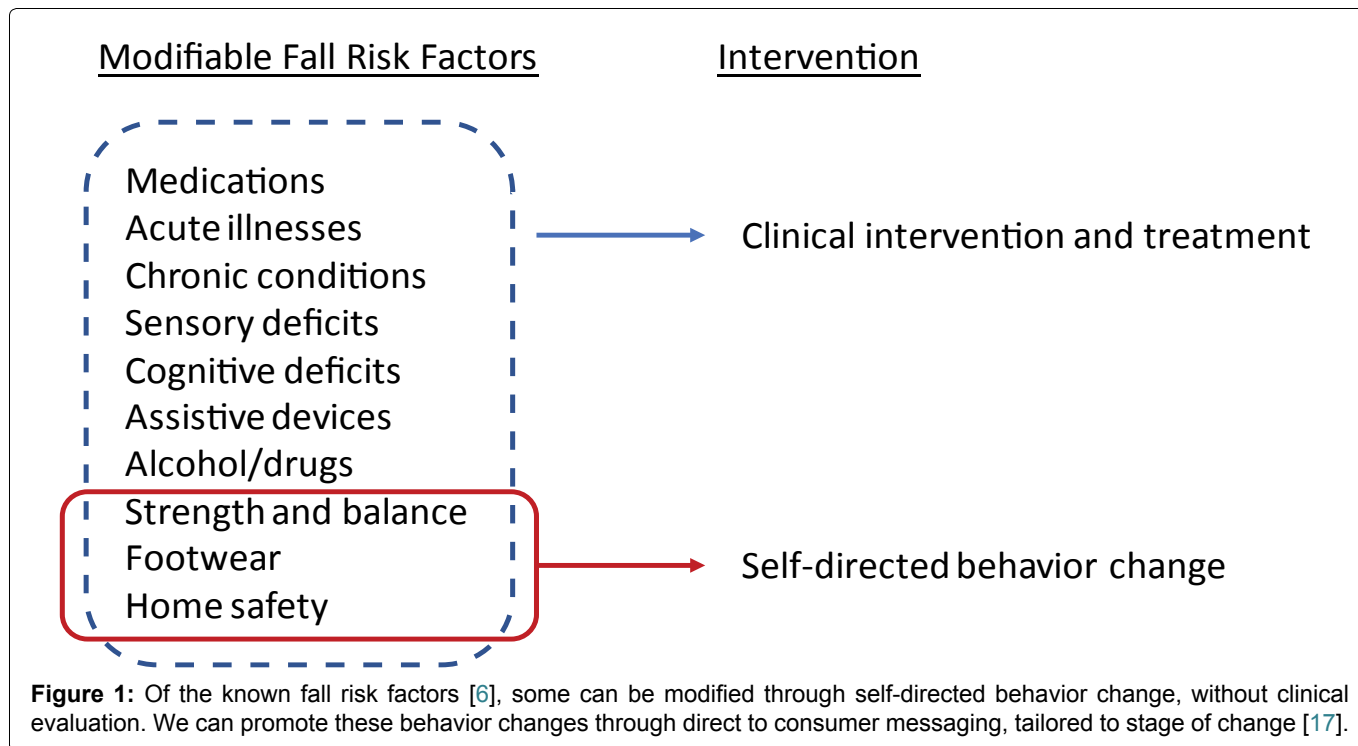 Modifiable Fall Risk Factors
Intervention
Medications
Acute illnesses
Chronic conditions
Sensory deficits
Cognitive deficits
Assistive devices
Alcohol/drugs
Strength and balance
Footwear
Home safety
Clinical intervention and treatment
Self-directed behavior change
Figure 1: Of the known fall risk factors [6], some can be modified through self-directed behavior change, without clinical
evaluation. We can promote these behavior changes through direct to consumer messaging, tailored to stage of change [17].